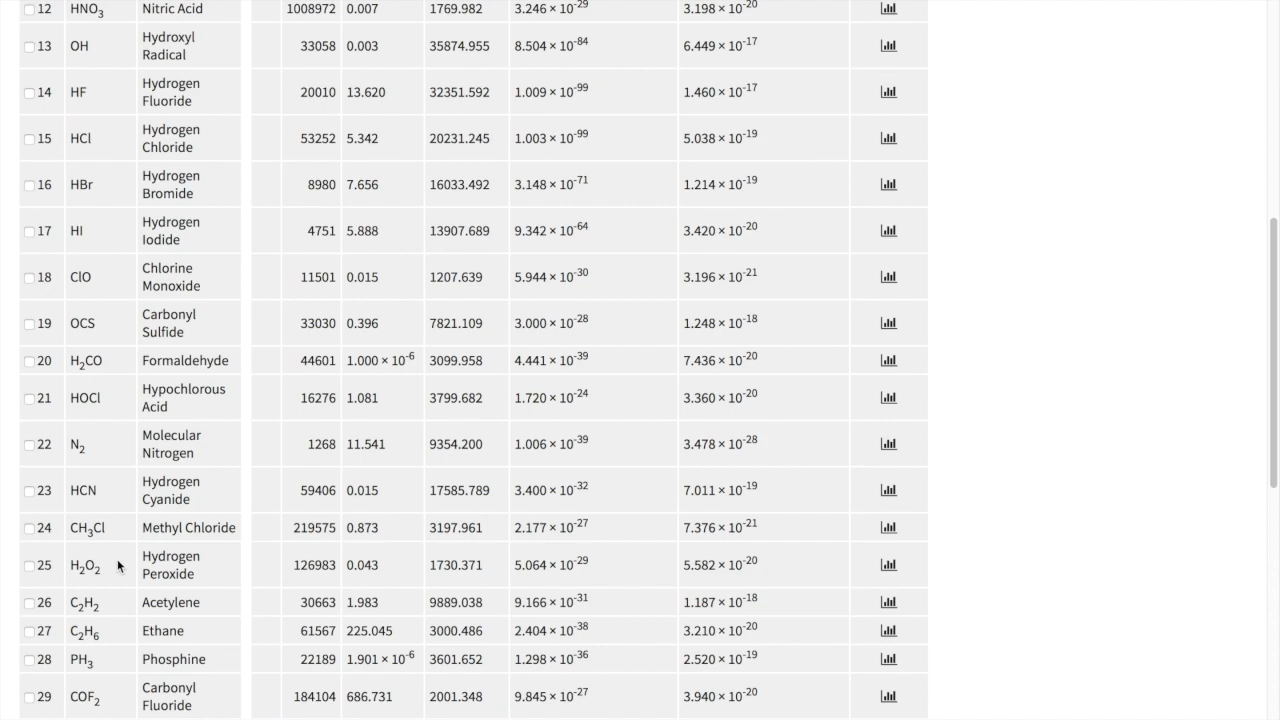 12 HNO3 Nitric Acid 1008972 0.007 1769.982 3.246 × 10-29 3.198 × 10-20
13 OH Hydroxyl Radical 33058 0.003 35874.955 8.504 × 10-84 6.449 × 10-17
14 HF Hydrogen Fluoride 20010 13.620 32351.592 1.009 × 10-99 1.460 × 10-17
15 HCl Hydrogen Chloride 53252 5.342 20231.245 1.003 × 10-99 5.038 × 10-19
16 HBr Hydrogen Bromide 8980 7.656 16033.492 3.148 × 10-71 1.214 × 10-19
17 HI Hydrogen Iodide 4751 5.888 13907.689 9.342 × 10-64 3.420 × 10-20
18 ClO Chlorine Monoxide 11501 0.015 1207.639 5.944 × 10-30 3.196 × 10-21
19 OCS Carbonyl Sulfide 33030 0.396 7821.109 3.000 × 10-28 1.248 × 10-18
20 H2CO Formaldehyde 44601 1.000 × 10-6 3099.958 4.441 × 10-39 7.436 × 10-20
21 HOCl Hypochlorous Acid 16276 1.081 3799.682 1.720 × 10-24 3.360 × 10-20
22 N2 Molecular Nitrogen 1268 11.541 9354.200 1.006 × 10-39 3.478 × 10-28
23 HCN Hydrogen Cyanide 59406 0.015 17585.789 3.400 × 10-32 7.011 × 10-19
24 CH3Cl Methyl Chloride 219575 0.873 3197.961 2.177 × 10-27 7.376 × 10-21
25 H2O2 Hydrogen Peroxide 126983 0.043 1730.371 5.064 × 10-29 5.582 × 10-20
26 C2H2 Acetylene 30663 1.983 9889.038 9.166 × 10-31 1.187 × 10-18
27 C2H6 Ethane 61567 225.045 3000.486 2.404 × 10-38 3.210 × 10-20
28 PH3 Phosphine 22189 1.901 × 10-6 3601.652 1.298 × 10-36 2.520 × 10-19
29 COF2 Carbonyl Fluoride 184104 686.731 2001.348 9.845 × 10-27 3.940 × 10-20